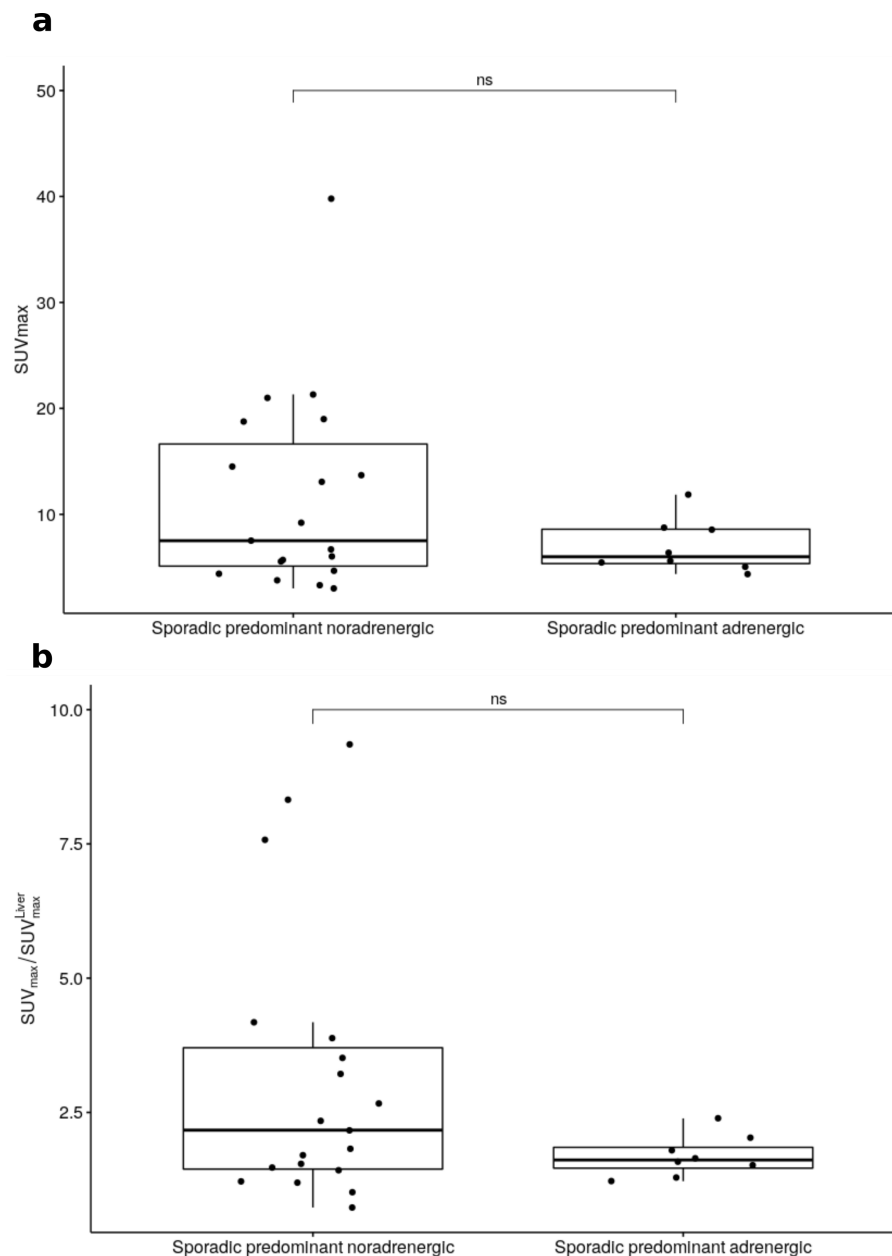 a
ns
50
40
30
20
10
SUVmax
Sporadic predominant noradrenergic
Sporadic predominant adrenergic
b
ns
10.0
7.5
5.0
2.5
SUVmax/SUVmaxLiver
Sporadic predominant noradrenergic
Sporadic predominant adrenergic